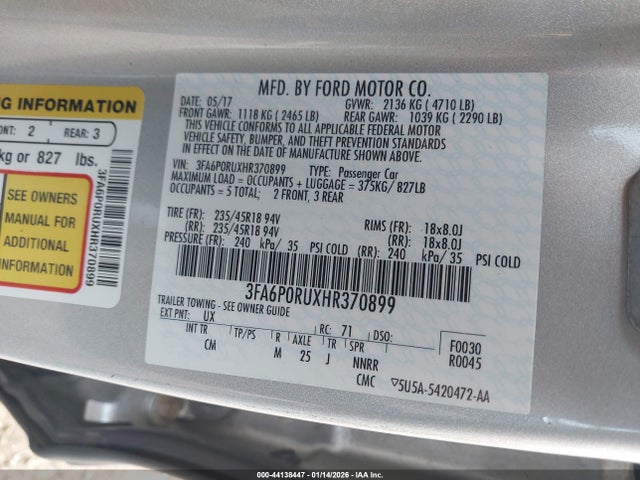 NG INFORMATION
ONT: 2 REAR: 3
kg or 827 lbs.
SEE OWNERS
MANUAL FOR
ADDITIONAL
INFORMATION
3FA6P0RUXHR370899
MFD. BY FORD MOTOR CO.
DATE: 05/17 GVWR: 2136 KG ( 4710 LB)
FRONT GAWR: 1118 KG ( 2465 LB) REAR GAWR: 1039 KG ( 2290 LB)
THIS VEHICLE CONFORMS TO ALL APPLICABLE FEDERAL MOTOR
VEHICLE SAFETY, BUMPER, AND THEFT PREVENTION STANDARDS
IN EFFECT ON THE DATE OF MANUFACTURE SHOWN ABOVE.
VIN: 3FA6P0RUXHR370899 TYPE: Passenger Car
MAXIMUM LOAD = OCCUPANTS + LUGGAGE = 375KG/ 827LB
OCCUPANTS = 5 TOTAL; 2 FRONT, 3 REAR
TIRE (FR): 235/45R18 94V RIMS (FR): 18x8.0J
(RR): 235/45R18 94V (RR): 18x8.0J
PRESSURE (FR): 240 kPa/ 35 PSI COLD (RR): 240 kPa/ 35 PSI COLD
3FA6P0RUXHR370899
TRAILER TOWING - SEE OWNER GUIDE
EXT PNT: UX RC: 71 DSO: F0030
R0045
INT TR TP/PS R AXLE TR SPR
CM M 25 J NNRR
CMC 5U5A-5420472-AA
000-44138447 - 01/14/2026 - IAAI.COM